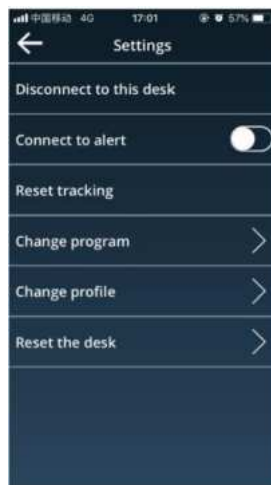 中国移动 4G 17:01 57%
Settings
Disconnect to this desk
Connect to alert
Reset tracking
Change program
Change profile
Reset the desk